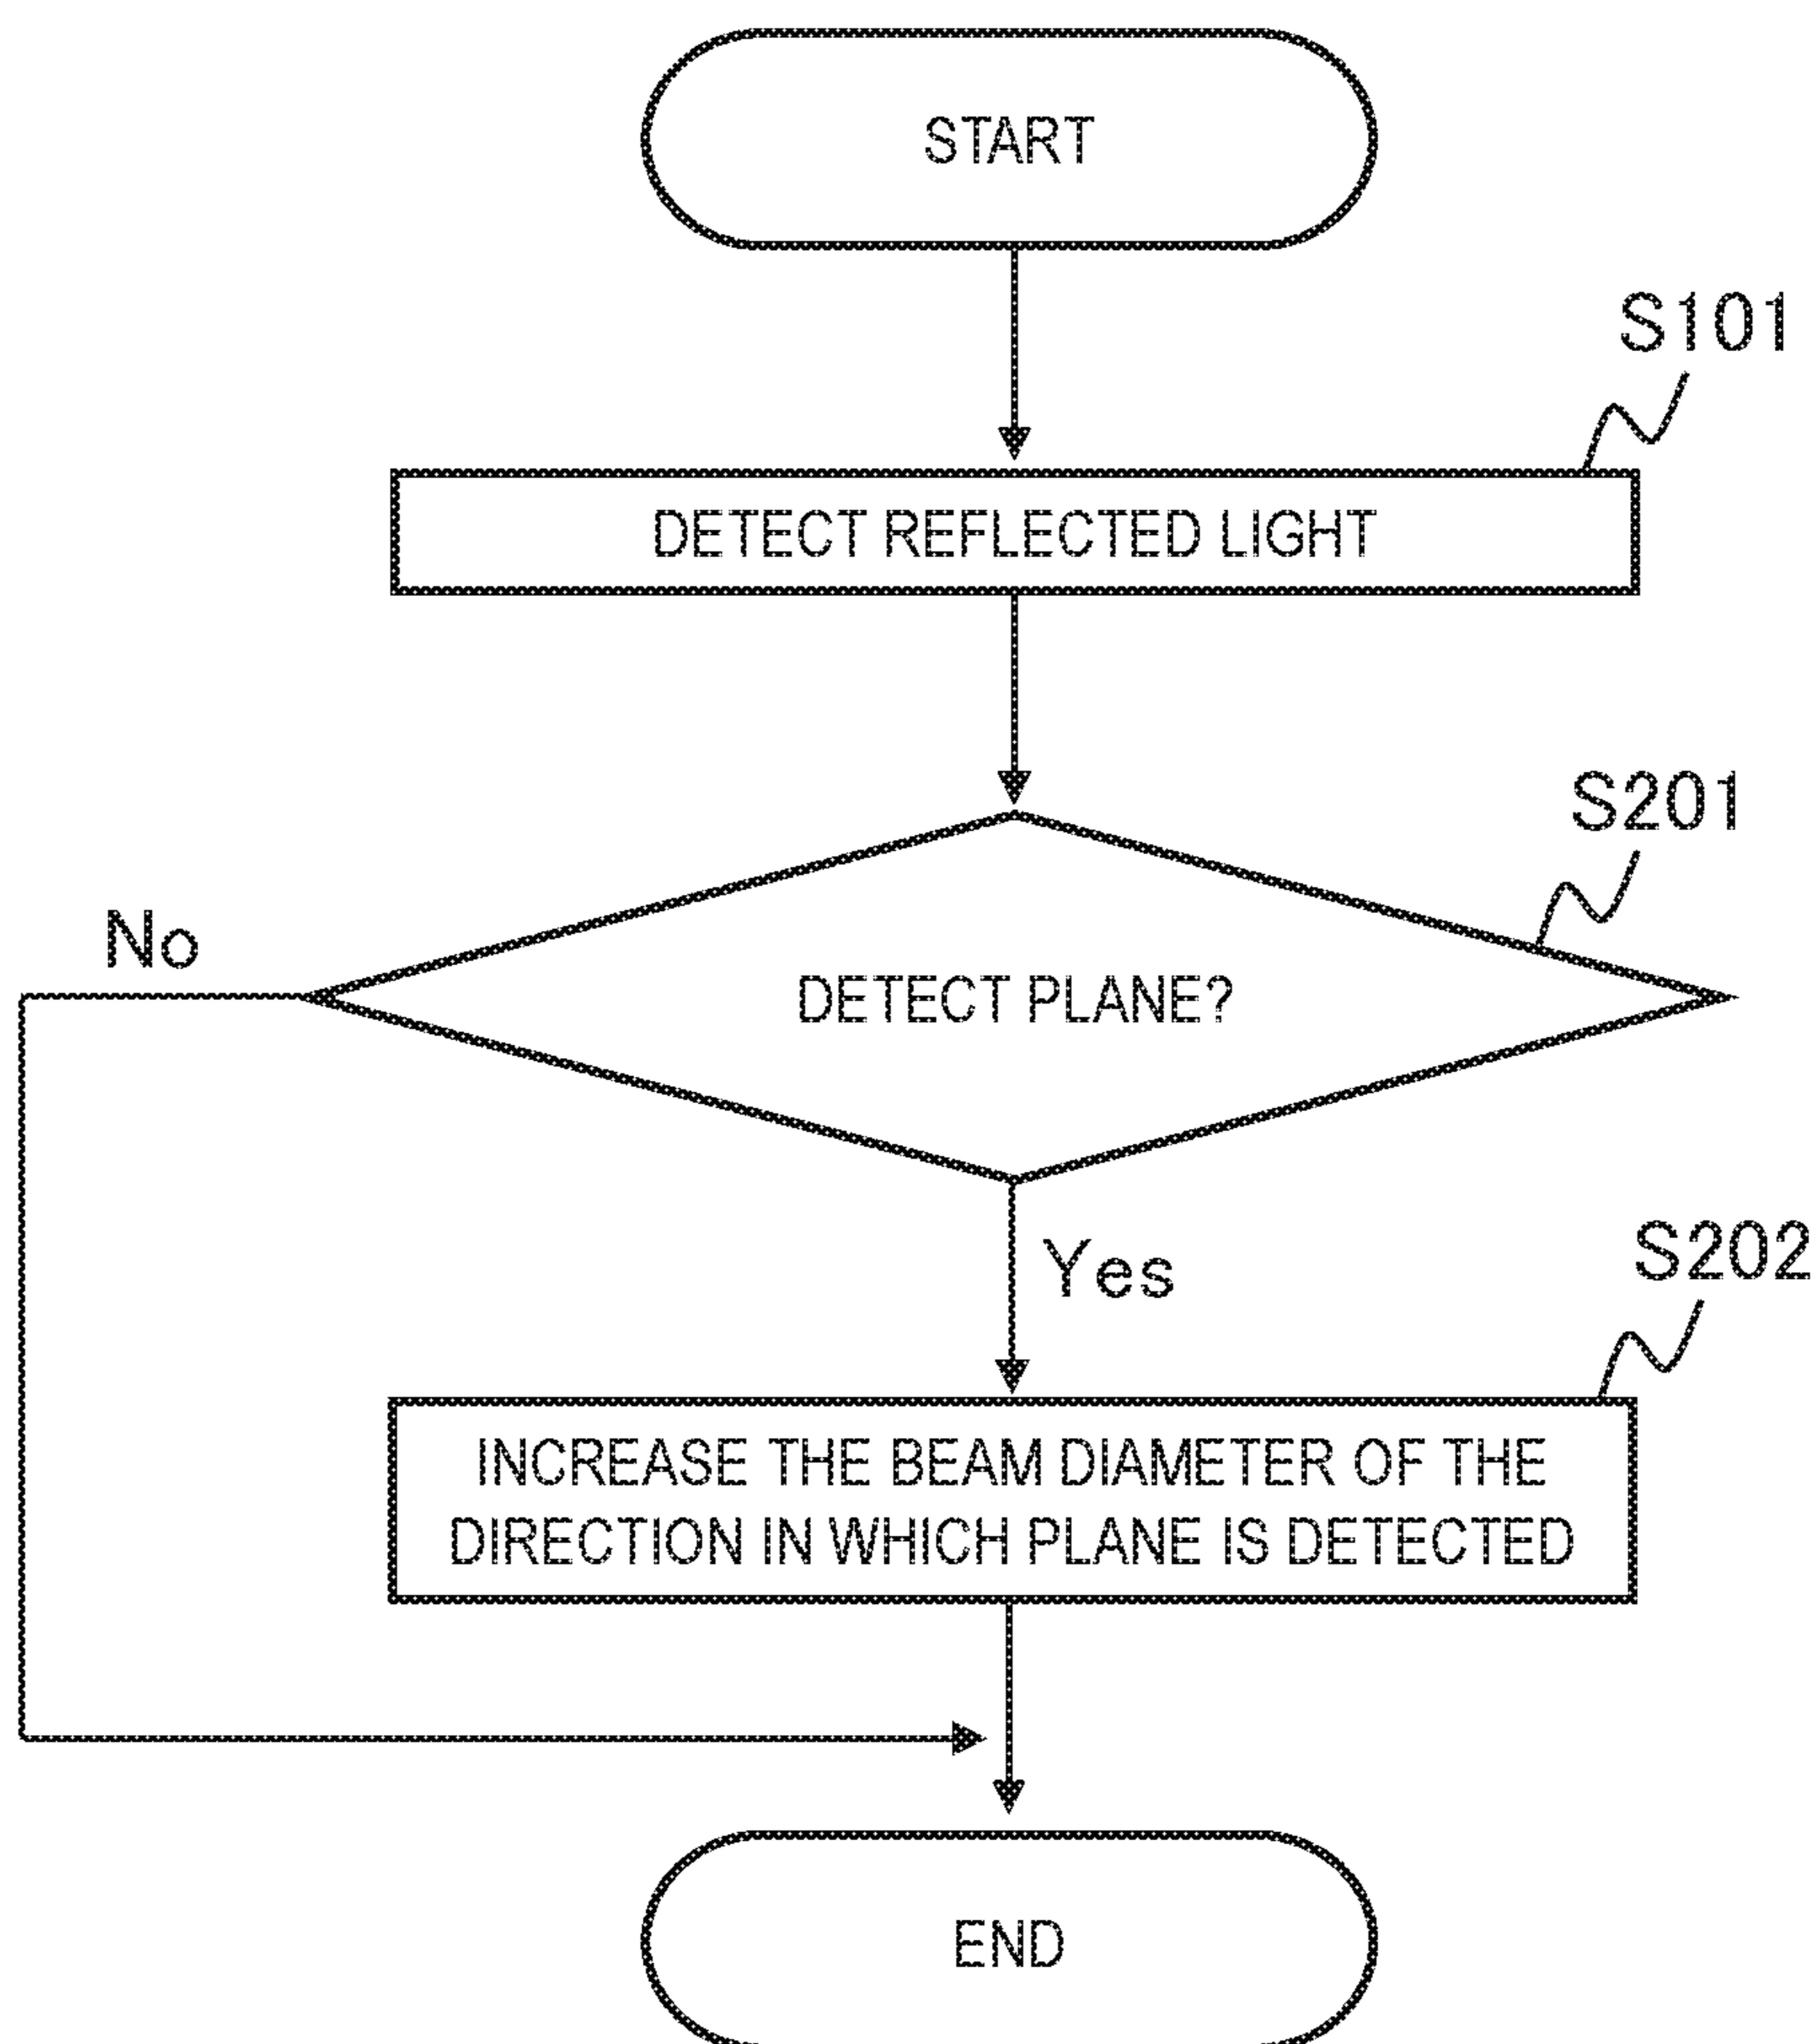 START
S101
DETECT REFLECTED LIGHT
S201
No
DETECT PLANE?
Yes
S202
INCREASE THE BEAM DIAMETER OF THE
DIRECTION IN WHICH PLANE IS DETECTED
END